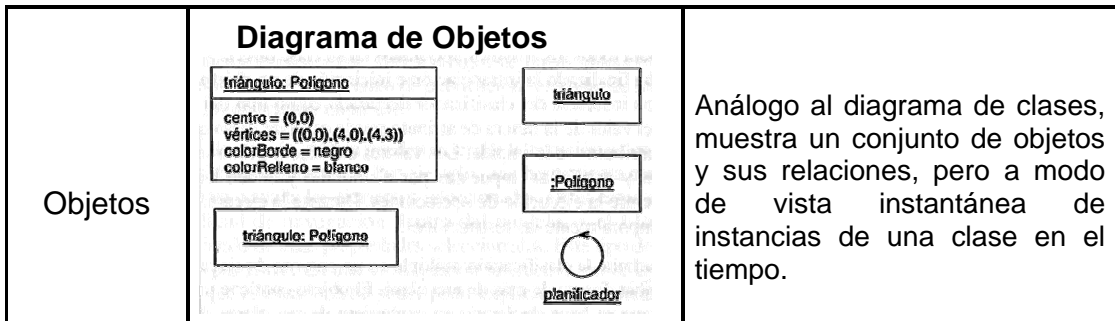 Objetos
Diagrama de Objetos
triángulo: Polígono
centro = (0,0)
vértices = ((0.0).(4.0).(4.3))
colorBorde = negro
colorRelleno = blanco
triángulo: Polígono
triángulo
:Polígono
planificador
Análogo al diagrama de clases,
muestra un conjunto de objetos
y sus relaciones, pero a modo
de vista instantánea de
instancias de una clase en el
tiempo.